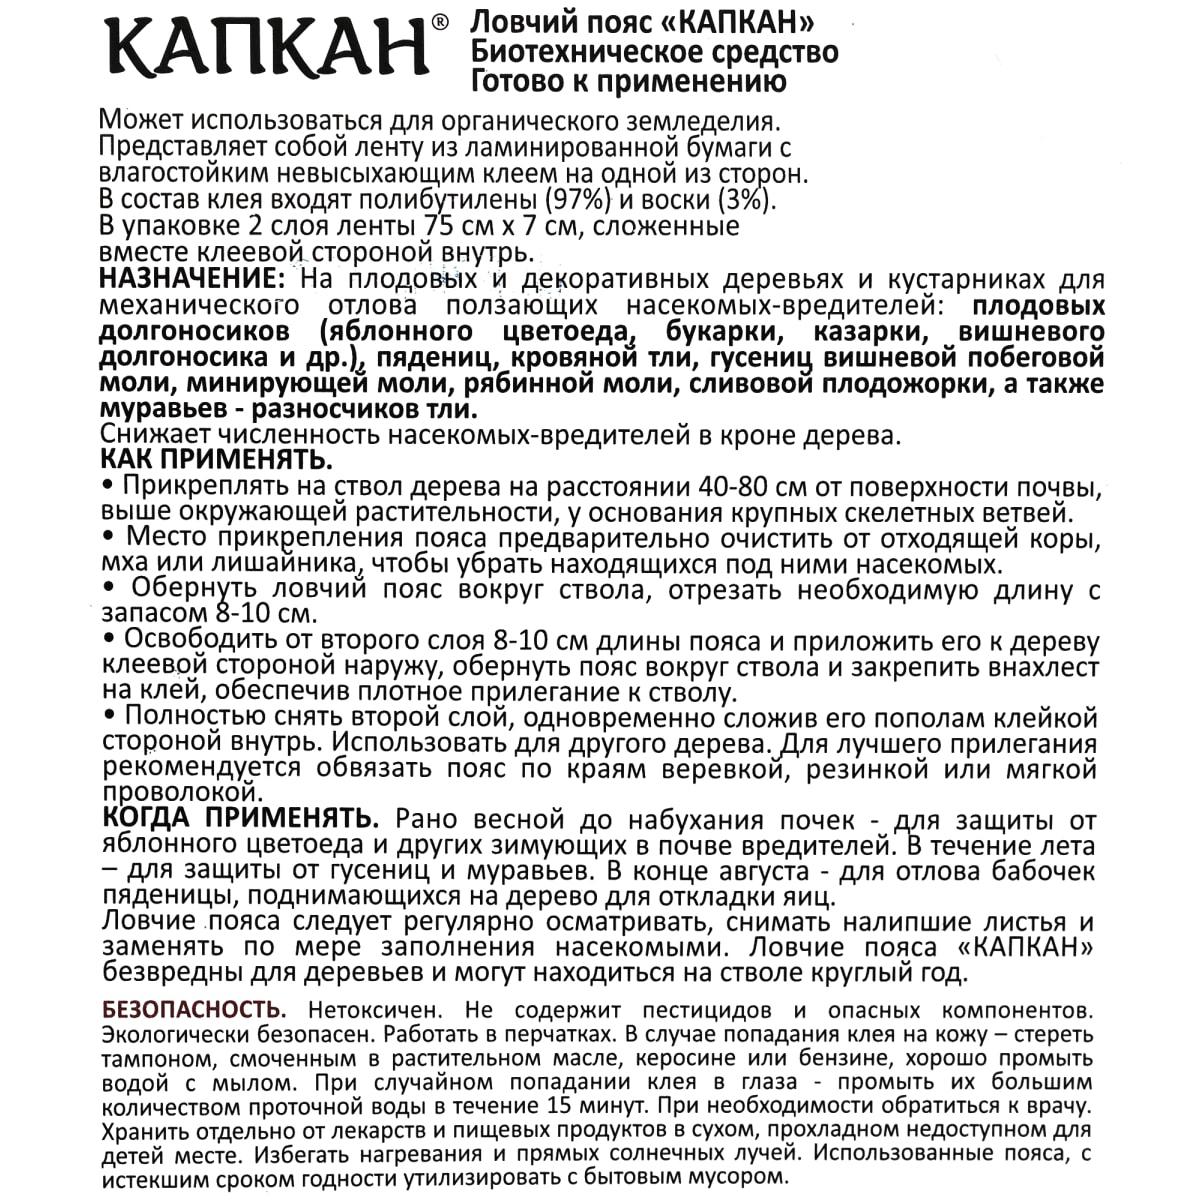 КАПКАН®
Ловчий пояс «КАПКАН»
Биотехническое средство
Готово к применению
Может использоваться для органического земледелия.
Представляет собой ленту из ламинированной бумаги с
влагостойким невысыхающим клеем на одной из сторон.
В состав клея входят полибутилены (97%) и воски (3%).
В упаковке 2 слоя ленты 75 см х 7 см, сложенные
вместе клеевой стороной внутрь.
НАЗНАЧЕНИЕ: На плодовых и декоративных деревьях и кустарниках для
механического отлова ползающих насекомых-вредителей: плодовых
долгоносиков (яблонного цветоеда, букарки, казарки, вишневого
долгоносика и др.), пядениц, кровяной тли, гусениц вишневой побеговой
моли, минирующей моли, рябинной моли, сливовой плодожорки, а также
муравьев - разносчиков тли.
Снижает численность насекомых-вредителей в кроне дерева.
КАК ПРИМЕНЯТЬ.
• Прикреплять на ствол дерева на расстоянии 40-80 см от поверхности почвы,
выше окружающей растительности, у основания крупных скелетных ветвей.
• Место прикрепления пояса предварительно очистить от отходящей коры,
мха или лишайника, чтобы убрать находящихся под ними насекомых.
• Обернуть ловчий пояс вокруг ствола, отрезать необходимую длину с
запасом 8-10 см.
• Освободить от второго слоя 8-10 см длины пояса и приложить его к дереву
клеевой стороной наружу, обернуть пояс вокруг ствола и закрепить внахлест
на клей, обеспечив плотное прилегание к стволу.
• Полностью снять второй слой, одновременно сложив его пополам клейкой
стороной внутрь. Использовать для другого дерева. Для лучшего прилегания
рекомендуется обвязать пояс по краям веревкой, резинкой или мягкой
проволокой.
КОГДА ПРИМЕНЯТЬ. Рано весной до набухания почек - для защиты от
яблонного цветоеда и других зимующих в почве вредителей. В течение лета
– для защиты от гусениц и муравьев. В конце августа - для отлова бабочек
пяденицы, поднимающихся на дерево для откладки яиц.
Ловчие пояса следует регулярно осматривать, снимать налипшие листья и
заменять по мере заполнения насекомыми. Ловчие пояса «КАПКАН»
безвредны для деревьев и могут находиться на стволе круглый год.
БЕЗОПАСНОСТЬ. Нетоксичен. Не содержит пестицидов и опасных компонентов.
Экологически безопасен. Работать в перчатках. В случае попадания клея на кожу – стереть
тампоном, смоченным в растительном масле, керосине или бензине, хорошо промыть
водой с мылом. При случайном попадании клея в глаза - промыть их большим
количеством проточной воды в течение 15 минут. При необходимости обратиться к врачу.
Хранить отдельно от лекарств и пищевых продуктов в сухом, прохладном недоступном для
детей месте. Избегать нагревания и прямых солнечных лучей. Использованные пояса, с
истекшим сроком годности утилизировать с бытовым мусором.